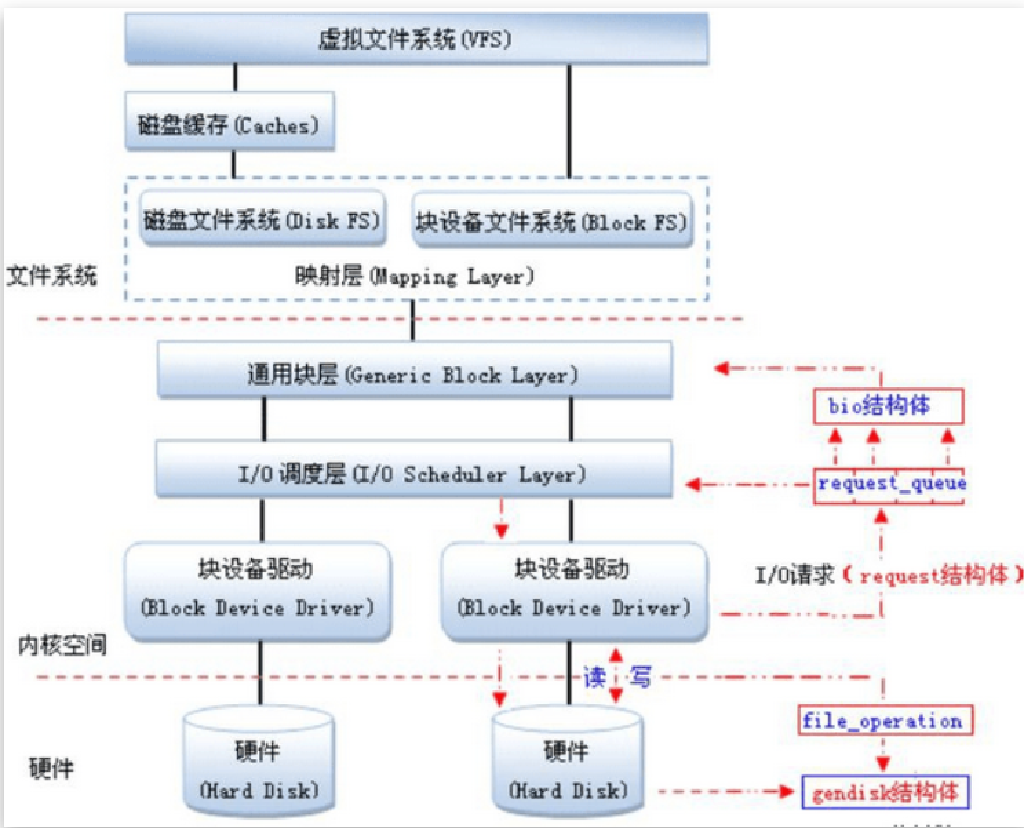 虚拟文件系统(VFS)
磁盘缓存(Caches)
磁盘文件系统(Disk FS)
块设备文件系统(Block FS)
映射层(Mapping Layer)
文件系统
通用块层(Generic Block Layer)
bio结构体
I/O 调度层(I/O Scheduler Layer)
request_queue
块设备驱动
(Block Device Driver)
块设备驱动
(Block Device Driver)
I/O请求(request结构体)
内核空间
读 写
file_operation
硬件
(Hard Disk)
硬件
(Hard Disk)
硬件
gendisk结构体